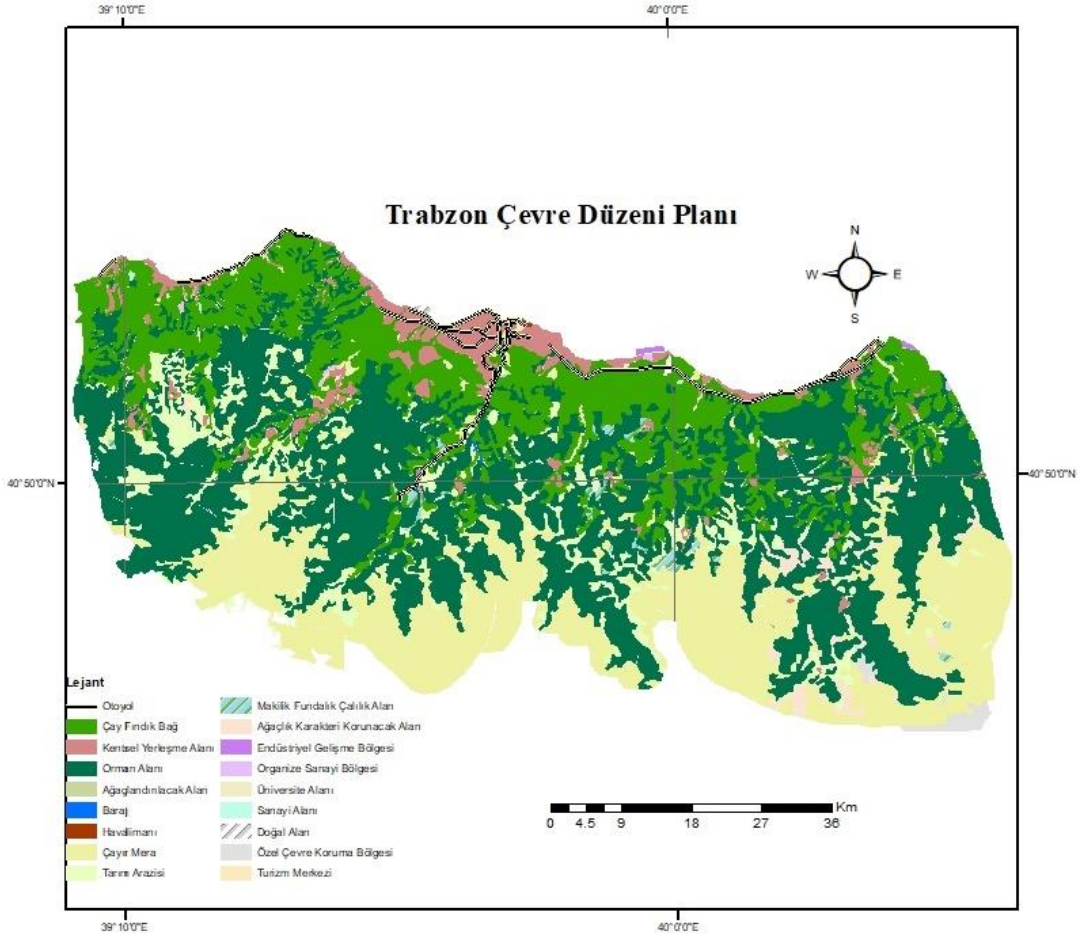 39°10'0"E
40°0'0"E
Trabzon Çevre Düzeni Planı
N
W
E
S
40°50'0"N
40°50'0"N
Lejant
Otoyol
Çay Fındık Bağ
Kentsel Yerleşme Alanı
Orman Alanı
Ağaçlandırılacak Alan
Baraj
Havalimanı
Çayır Mera
Tarım Arazisi
Makilik Fundalık Çalılık Alan
Ağaçlık Karakteri Korunacak Alan
Endüstriyel Gelişme Bölgesi
Organize Sanayi Bölgesi
Üniversite Alanı
Sanayi Alanı
Doğal Alan
Özel Çevre Koruma Bölgesi
Turizm Merkezi
Km
0 4.5 9 18 27 36
39°10'0"E
40°0'0"E